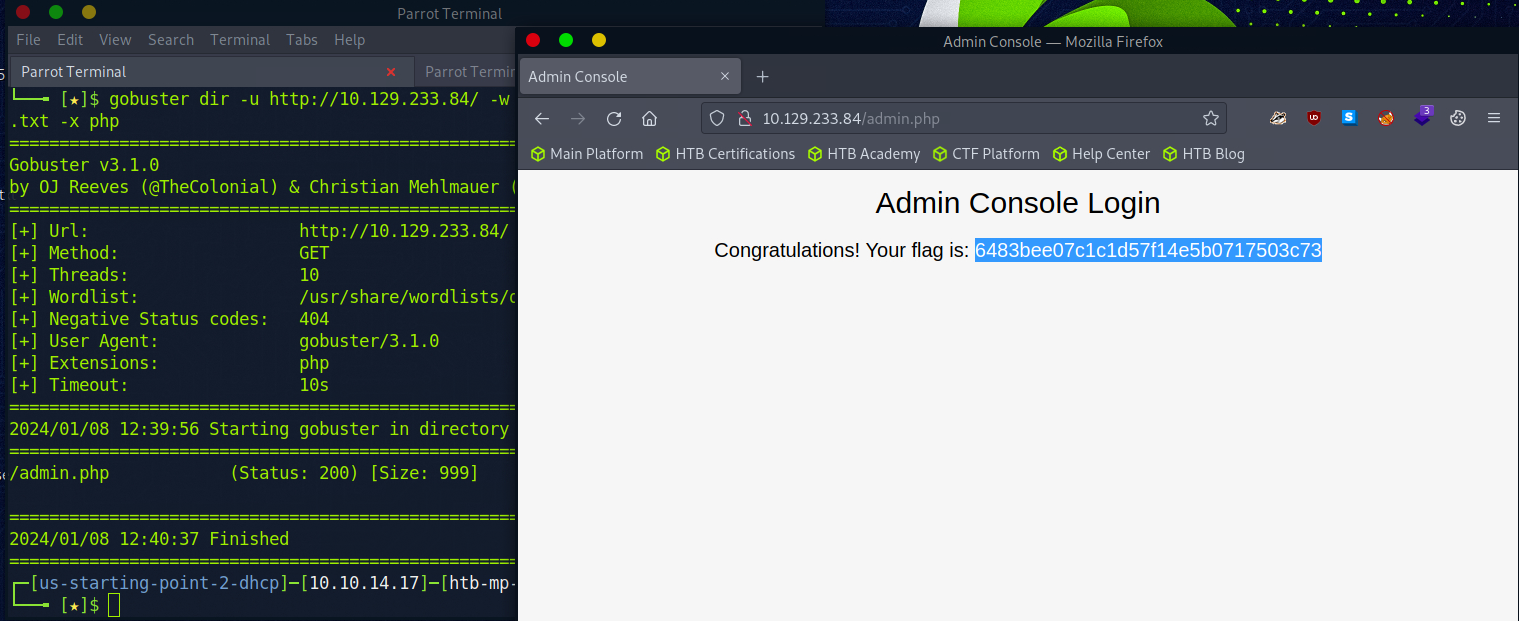 Parrot Terminal
File Edit View Search Terminal Tabs Help
Parrot Terminal
[★]$ gobuster dir -u http://10.129.233.84/ -w
.txt -x php
Gobuster v3.1.0
by OJ Reeves (@TheColonial) & Christian Mehlmauer (
[+] Url: http://10.129.233.84/
[+] Method: GET
[+] Threads: 10
[+] Wordlist: /usr/share/wordlists/
[+] Negative Status codes: 404
[+] User Agent: gobuster/3.1.0
[+] Extensions: php
[+] Timeout: 10s
2024/01/08 12:39:56 Starting gobuster in directory
/admin.php (Status: 200) [Size: 999]
2024/01/08 12:40:37 Finished
[us-starting-point-2-dhcp]-[10.10.14.17]-[htb-mp-
[★]$
Admin Console — Mozilla Firefox
Admin Console
10.129.233.84/admin.php
3
Main Platform HTB Certifications HTB Academy CTF Platform Help Center HTB Blog
Admin Console Login
Congratulations! Your flag is: 6483bee07c1c1d57f14e5b0717503c73